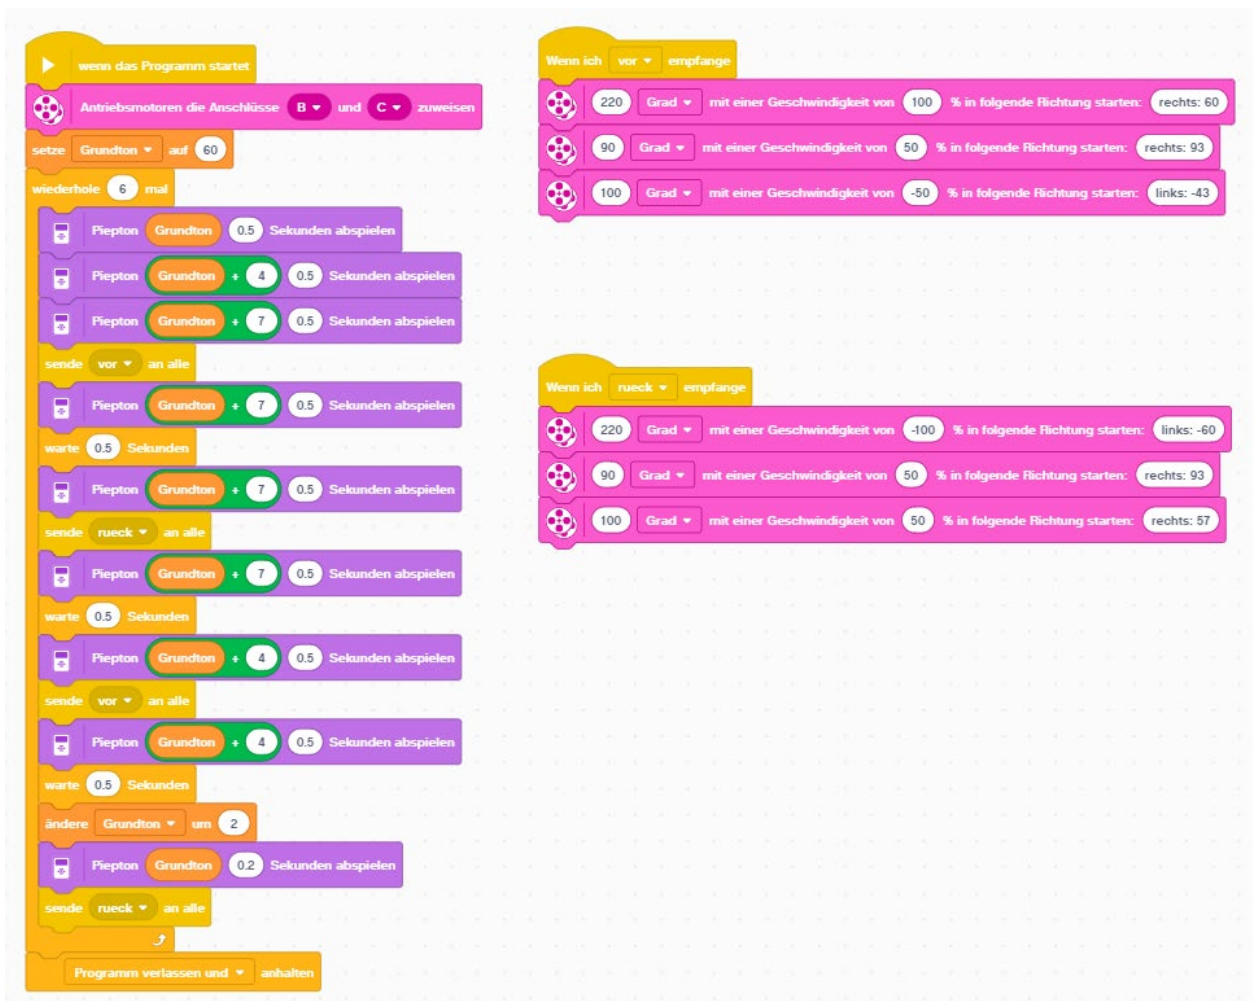 wenn das Programm startet
Antriebsmotoren die Anschlüsse B und C zuweisen
setze Grundton auf 60
wiederhole 6 mal
Piepton Grundton 0.5 Sekunden abspielen
Piepton Grundton + 4 0.5 Sekunden abspielen
Piepton Grundton + 7 0.5 Sekunden abspielen
sende vor an alle
Piepton Grundton + 7 0.5 Sekunden abspielen
warte 0.5 Sekunden
Piepton Grundton + 7 0.5 Sekunden abspielen
sende rueck an alle
Piepton Grundton + 7 0.5 Sekunden abspielen
warte 0.5 Sekunden
Piepton Grundton + 4 0.5 Sekunden abspielen
sende vor an alle
Piepton Grundton + 4 0.5 Sekunden abspielen
warte 0.5 Sekunden
ändere Grundton um 2
Piepton Grundton 0.2 Sekunden abspielen
sende rueck an alle
Programm verlassen und anhalten
Wenn ich vor empfange
220 Grad mit einer Geschwindigkeit von 100 % in folgende Richtung starten: rechts: 60
90 Grad mit einer Geschwindigkeit von 50 % in folgende Richtung starten: rechts: 93
100 Grad mit einer Geschwindigkeit von -50 % in folgende Richtung starten: links: -43
Wenn ich rueck empfange
220 Grad mit einer Geschwindigkeit von -100 % in folgende Richtung starten: links: -60
90 Grad mit einer Geschwindigkeit von 50 % in folgende Richtung starten: rechts: 93
100 Grad mit einer Geschwindigkeit von 50 % in folgende Richtung starten: rechts: 57